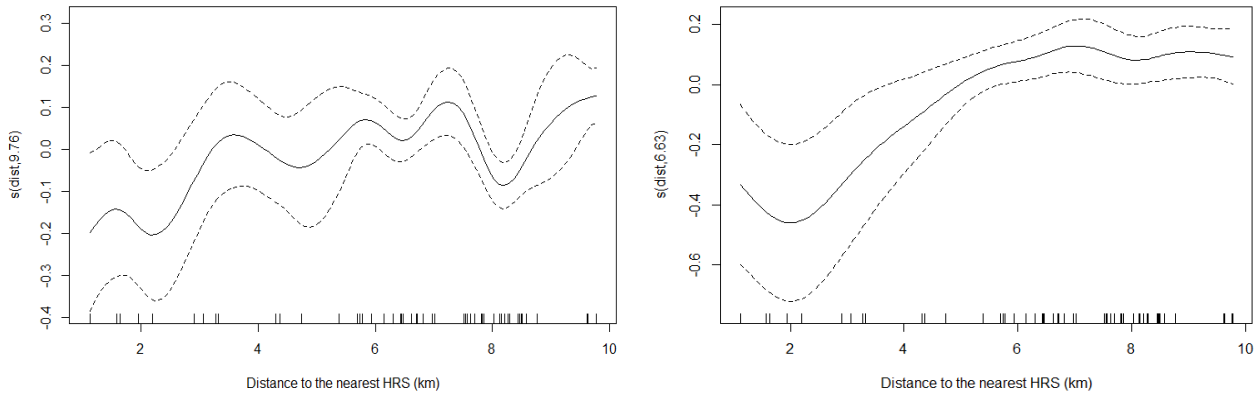 s(dist,9.76)
0.3
0.2
0.1
0.0
-0.1
-0.2
-0.3
-0.4
2 4 6 8 10
Distance to the nearest HRS (km)
s(dist,6.63)
0.2
0.0
-0.2
-0.4
-0.6
2 4 6 8 10
Distance to the nearest HRS (km)